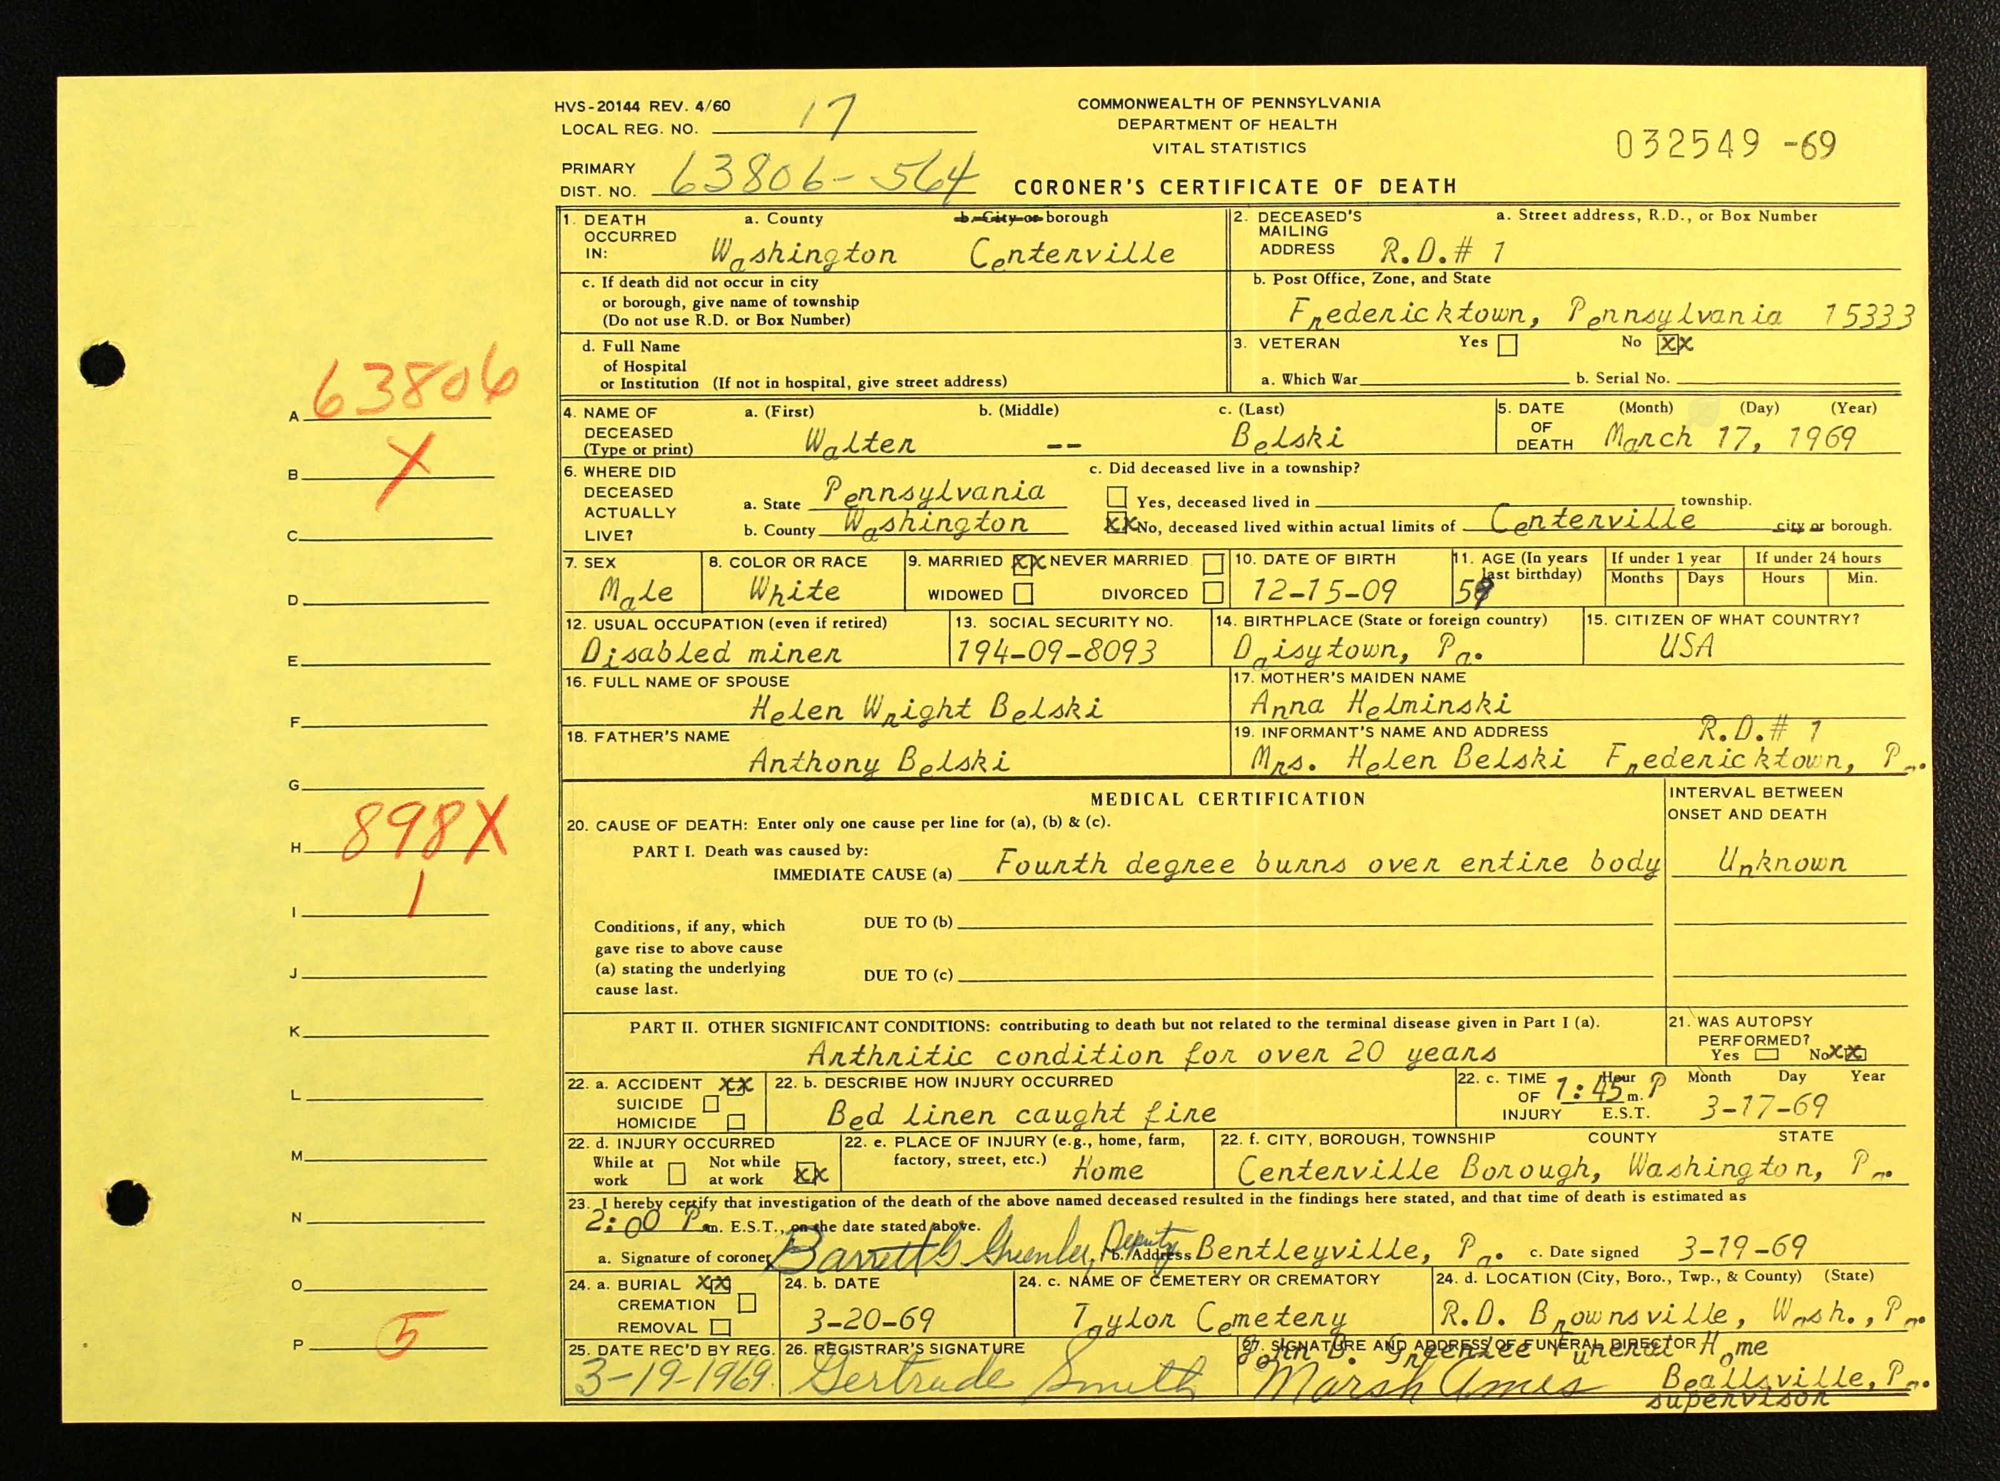 HVS-20144 REV. 4/60
LOCAL REG. NO. 17
PRIMARY
DIST. NO. 63806-564
COMMONWEALTH OF PENNSYLVANIA
DEPARTMENT OF HEALTH
VITAL STATISTICS
CORONER'S CERTIFICATE OF DEATH
032549 -69
1. DEATH OCCURRED IN: a. County Washington
b. City or borough Centerville
c. If death did not occur in city
or borough, give name of township
(Do not use R.D. or Box Number)
d. Full Name
of Hospital
or Institution (If not in hospital, give street address)
2. DECEASED'S MAILING ADDRESS a. Street address, R.D., or Box Number
R.D.# 1
b. Post Office, Zone, and State
Fredericktown, Pennsylvania 15333
3. VETERAN Yes No XX
a. Which War b. Serial No.
4. NAME OF DECEASED (Type or print) a. (First) b. (Middle) c. (Last)
Walter -- Belski
5. DATE OF DEATH (Month) (Day) (Year)
March 17, 1969
6. WHERE DID DECEASED ACTUALLY LIVE?
a. State Pennsylvania
b. County Washington
c. Did deceased live in a township?
Yes, deceased lived in township.
XX No, deceased lived within actual limits of Centerville city or borough.
7. SEX
Male
8. COLOR OR RACE
White
9. MARRIED XX NEVER MARRIED
WIDOWED DIVORCED
10. DATE OF BIRTH
12-15-09
11. AGE (In years last birthday)
59
If under 1 year
Months Days
If under 24 hours
Hours Min.
12. USUAL OCCUPATION (even if retired)
Disabled miner
13. SOCIAL SECURITY NO.
194-09-8093
14. BIRTHPLACE (State or foreign country)
Daisytown, Pa.
15. CITIZEN OF WHAT COUNTRY?
USA
16. FULL NAME OF SPOUSE
Helen Wright Belski
17. MOTHER'S MAIDEN NAME
Anna Helminski
18. FATHER'S NAME
Anthony Belski
19. INFORMANT'S NAME AND ADDRESS R.D.# 1
Mrs. Helen Belski Fredericktown, Pa.
MEDICAL CERTIFICATION
INTERVAL BETWEEN
ONSET AND DEATH
20. CAUSE OF DEATH: Enter only one cause per line for (a), (b) & (c).
PART I. Death was caused by:
IMMEDIATE CAUSE (a) Fourth degree burns over entire body Unknown
Conditions, if any, which
gave rise to above cause
(a) stating the underlying
cause last.
DUE TO (b)
DUE TO (c)
PART II. OTHER SIGNIFICANT CONDITIONS: contributing to death but not related to the terminal disease given in Part I (a).
Arthritic condition for over 20 years
21. WAS AUTOPSY PERFORMED?
Yes No XX
22. a. ACCIDENT XX
SUICIDE
HOMICIDE
22. b. DESCRIBE HOW INJURY OCCURRED
Bed linen caught fire
22. c. TIME OF INJURY Hour Month Day Year
1:45 m. P E.S.T. 3-17-69
22. d. INJURY OCCURRED
While at work Not while at work XX
22. e. PLACE OF INJURY (e.g., home, farm,
factory, street, etc.) Home
22. f. CITY, BOROUGH, TOWNSHIP COUNTY STATE
Centerville Borough, Washington, Pa.
23. I hereby certify that investigation of the death of the above named deceased resulted in the findings here stated, and that time of death is estimated as
2:00 P m. E.S.T., on the date stated above.
a. Signature of coroner Deputy b. Address Bentleyville, Pa. c. Date signed 3-19-69
24. a. BURIAL XX
CREMATION
REMOVAL
24. b. DATE
3-20-69
24. c. NAME OF CEMETERY OR CREMATORY
Taylor Cemetery
24. d. LOCATION (City, Boro., Twp., & County) (State)
R.D. Brownsville, Wash., Pa.
25. DATE REC'D BY REG.
3-19-1969
26. REGISTRAR'S SIGNATURE
Gertrude Smith
27. SIGNATURE AND ADDRESS OF FUNERAL DIRECTOR
John B. Greenlee Funeral Home
Marsh Ames Beallsville, Pa.
supervisor
A 63806
B X
C
D
E
F
G
H 898X
I 1
J
K
L
M
N
O
P 5